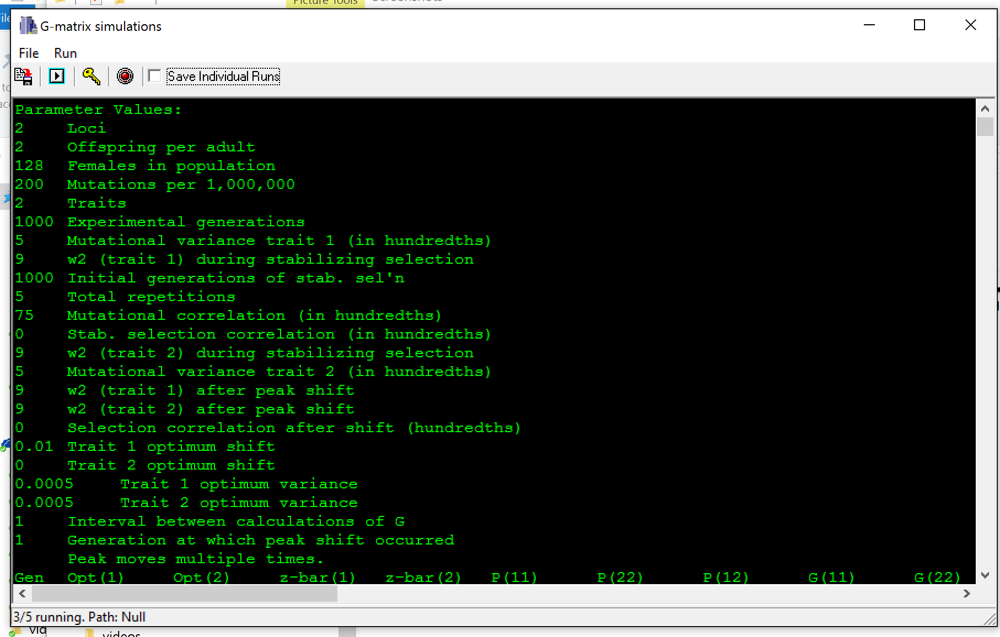 Picture Tools
File
G-matrix simulations
File Run
Save Individual Runs
Parameter Values:
2 Loci
2 Offspring per adult
128 Females in population
200 Mutations per 1,000,000
2 Traits
1000 Experimental generations
5 Mutational variance trait 1 (in hundredths)
9 w2 (trait 1) during stabilizing selection
1000 Initial generations of stab. sel'n
5 Total repetitions
75 Mutational correlation (in hundredths)
0 Stab. selection correlation (in hundredths)
9 w2 (trait 2) during stabilizing selection
5 Mutational variance trait 2 (in hundredths)
9 w2 (trait 1) after peak shift
9 w2 (trait 2) after peak shift
0 Selection correlation after shift (hundredths)
0.01 Trait 1 optimum shift
0 Trait 2 optimum shift
0.0005 Trait 1 optimum variance
0.0005 Trait 2 optimum variance
1 Interval between calculations of G
1 Generation at which peak shift occurred
Peak moves multiple times.
Gen Opt(1) Opt(2) z-bar(1) z-bar(2) P(11) P(22) P(12) G(11) G(22)
3/5 running. Path: Null
vid
videos